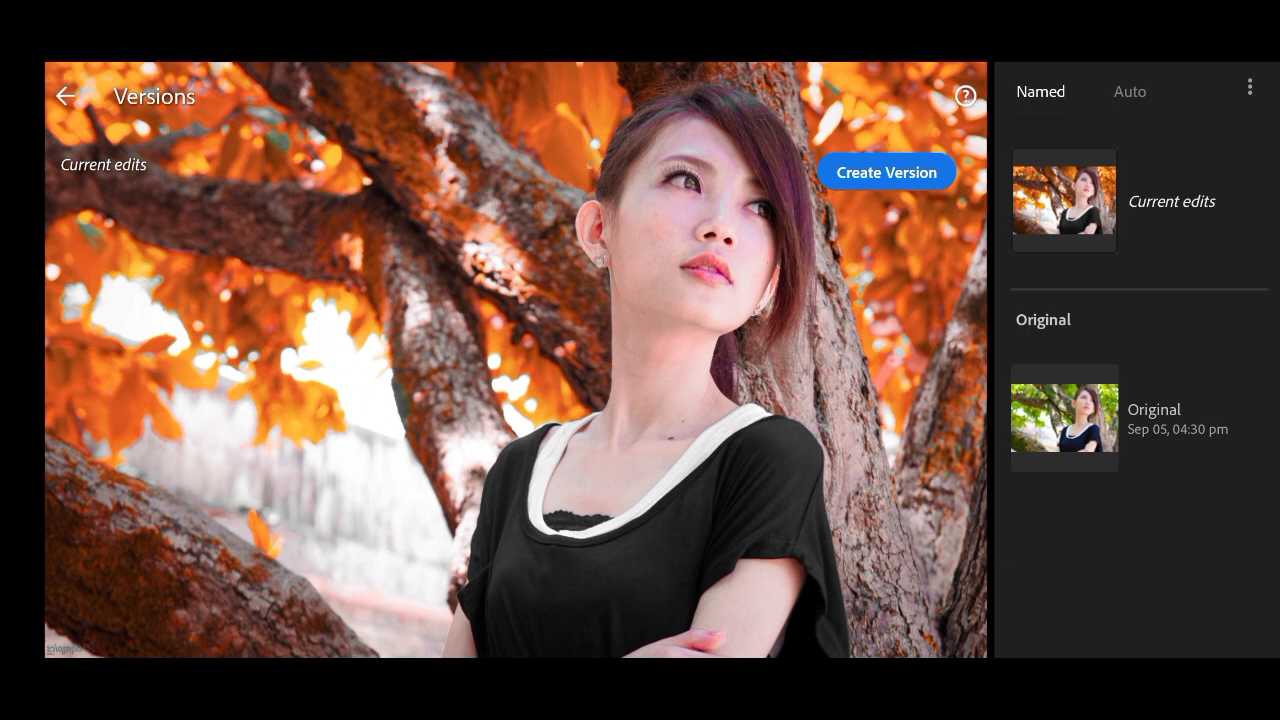 Versions
Current edits
Create Version
Named
Auto
Current edits
Original
Original
Sep 05, 04:30 pm